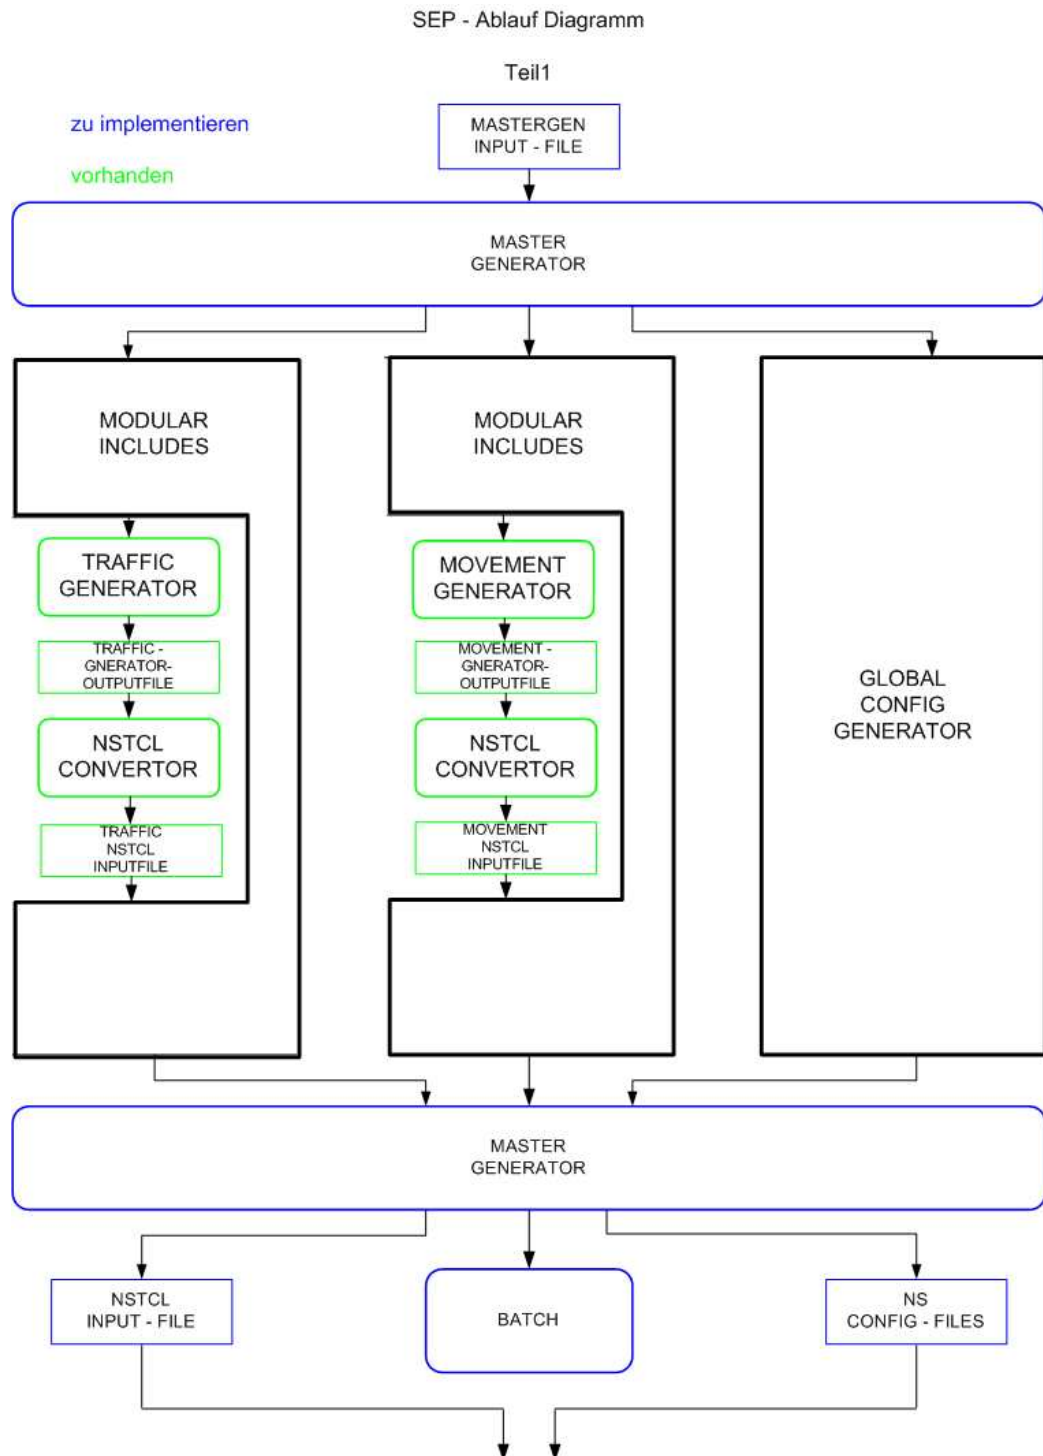 SEP - Ablauf Diagramm
Teil1
zu implementieren
vorhanden
MASTERGEN
INPUT - FILE
MASTER
GENERATOR
MODULAR
INCLUDES
TRAFFIC
GENERATOR
TRAFFIC -
GNERATOR-
OUTPUTFILE
NSTCL
CONVERTOR
TRAFFIC
NSTCL
INPUTFILE
MODULAR
INCLUDES
MOVEMENT
GENERATOR
MOVEMENT -
GNERATOR-
OUTPUTFILE
NSTCL
CONVERTOR
MOVEMENT
NSTCL
INPUTFILE
GLOBAL
CONFIG
GENERATOR
MASTER
GENERATOR
NSTCL
INPUT - FILE
BATCH
NS
CONFIG - FILES